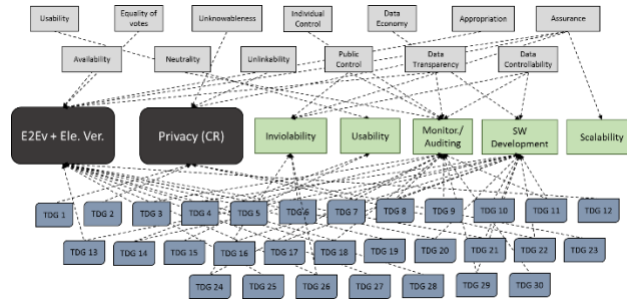 Usability
Equality of
votes
Unknowableness
Individual
Control
Data
Economy
Appropriation
Assurance
Availability
Neutrality
Unlinkability
Public
Control
Data
Transparency
Data
Controllability
E2Ev + Ele. Ver.
Privacy (CR)
Inviolability
Usability
Monitor./
Auditing
SW
Development
Scalability
TDG 1
TDG 2
TDG 3
TDG 4
TDG 5
TDG 6
TDG 7
TDG 8
TDG 9
TDG 10
TDG 11
TDG 12
TDG 13
TDG 14
TDG 15
TDG 16
TDG 17
TDG 18
TDG 19
TDG 20
TDG 21
TDG 22
TDG 23
TDG 24
TDG 25
TDG 26
TDG 27
TDG 28
TDG 29
TDG 30